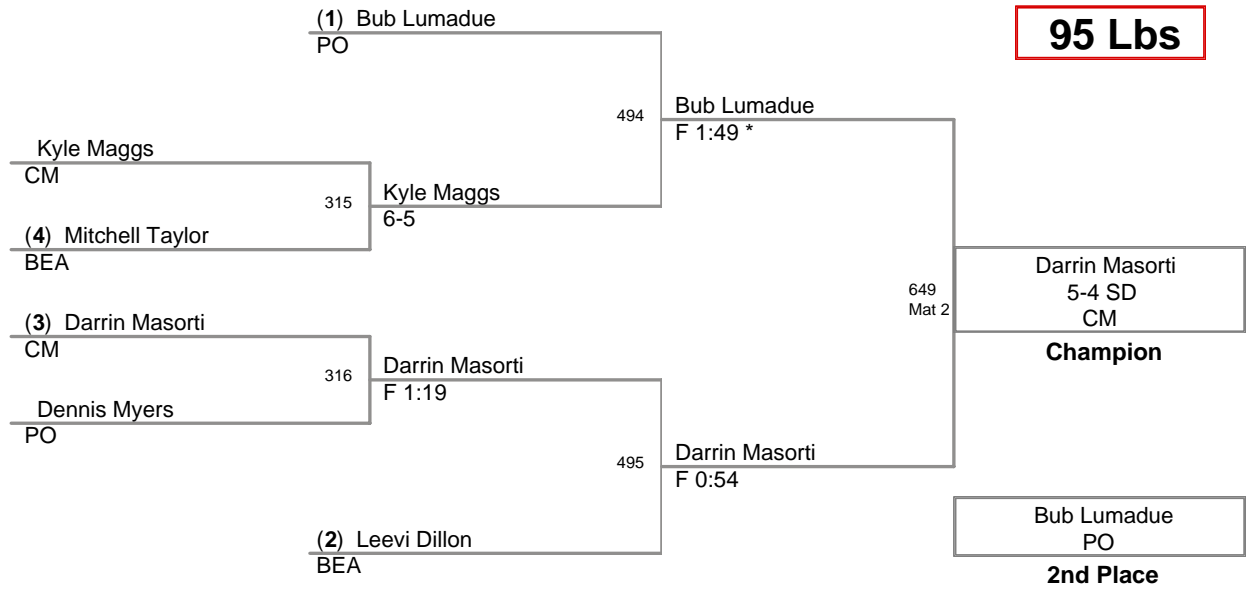 (1) Bub Lumadue
PO
95 Lbs
494
Bub Lumadue
F 1:49 *
Kyle Maggs
CM
315
Kyle Maggs
6-5
(4) Mitchell Taylor
BEA
649
Mat 2
Darrin Masorti
5-4 SD
CM
Champion
(3) Darrin Masorti
CM
316
Darrin Masorti
F 1:19
Dennis Myers
PO
495
Darrin Masorti
F 0:54
(2) Leevi Dillon
BEA
Bub Lumadue
PO
2nd Place